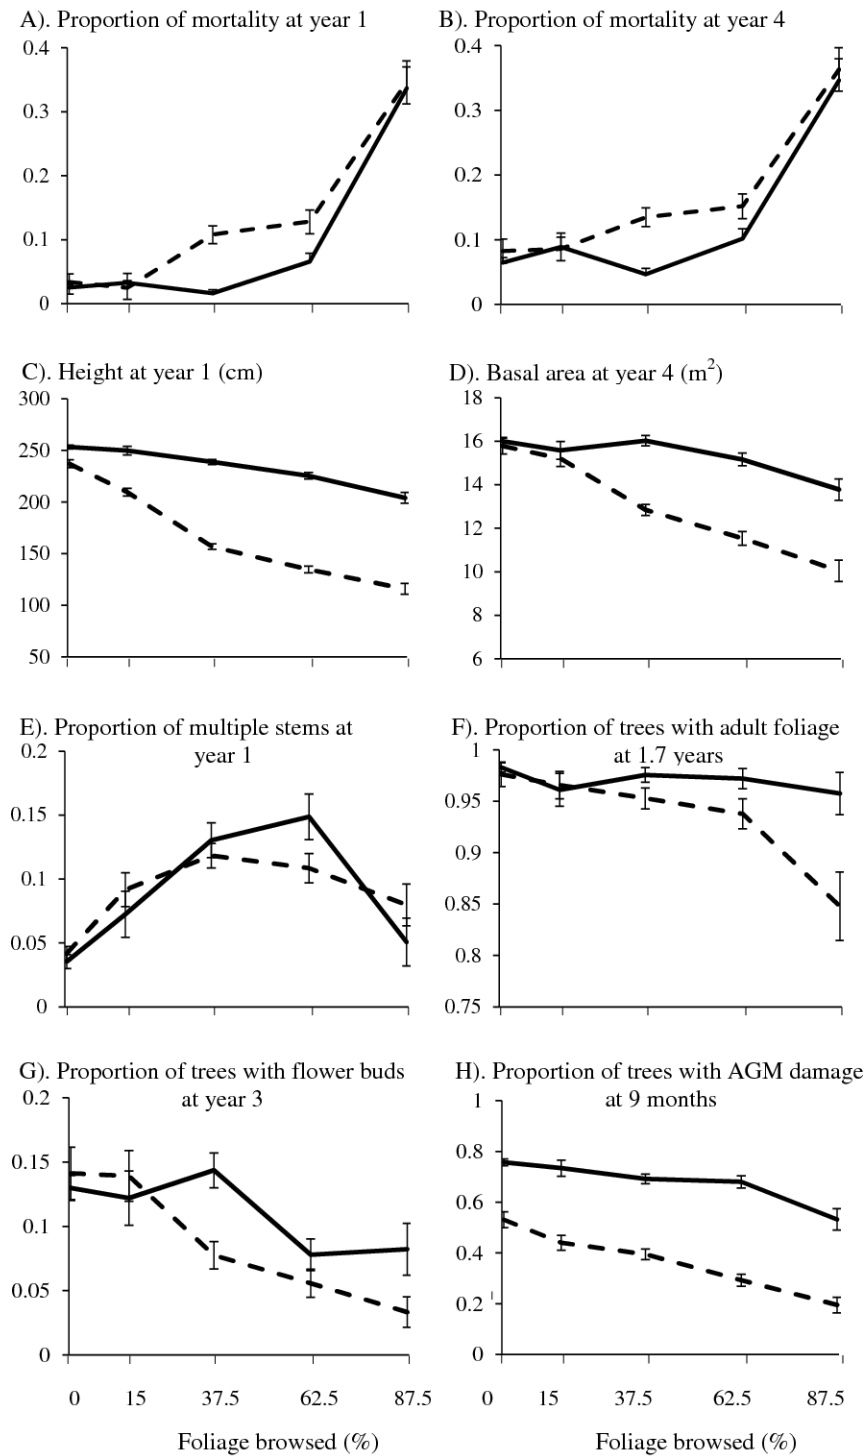 A). Proportion of mortality at year 1
0.4
0.3
0.2
0.1
0
B). Proportion of mortality at year 4
0.4
0.3
0.2
0.1
0
C). Height at year 1 (cm)
300
250
200
150
100
50
D). Basal area at year 4 (m²)
18
16
14
12
10
8
6
E). Proportion of multiple stems at
year 1
0.2
0.15
0.1
0.05
0
F). Proportion of trees with adult foliage
at 1.7 years
1
0.95
0.9
0.85
0.8
0.75
G). Proportion of trees with flower buds
at year 3
0.2
0.15
0.1
0.05
0
0 15 37.5 62.5 87.5
Foliage browsed (%)
H). Proportion of trees with AGM damage
at 9 months
1
0.8
0.6
0.4
0.2
0
0 15 37.5 62.5 87.5
Foliage browsed (%)